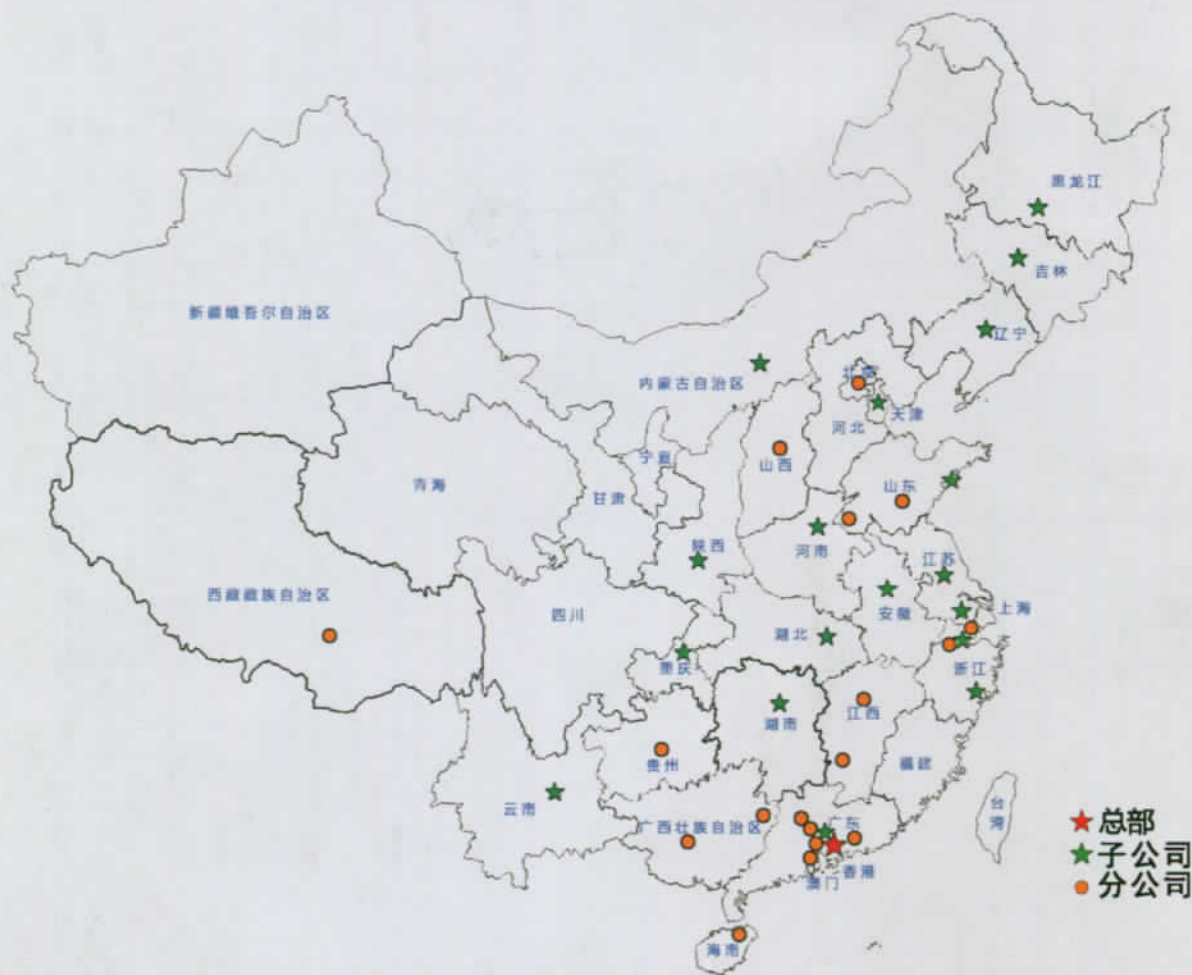 黑龙江
吉林
新疆维吾尔自治区
辽宁
内蒙古自治区
北京
天津
河北
宁夏
山西
青海
山东
甘肃
陕西
河南
江苏
西藏藏族自治区
上海
四川
安徽
湖北
重庆
浙江
湖南
江西
贵州
福建
云南
台湾
广西壮族自治区
广东
总部
子公司
香港
澳门
分公司
海南